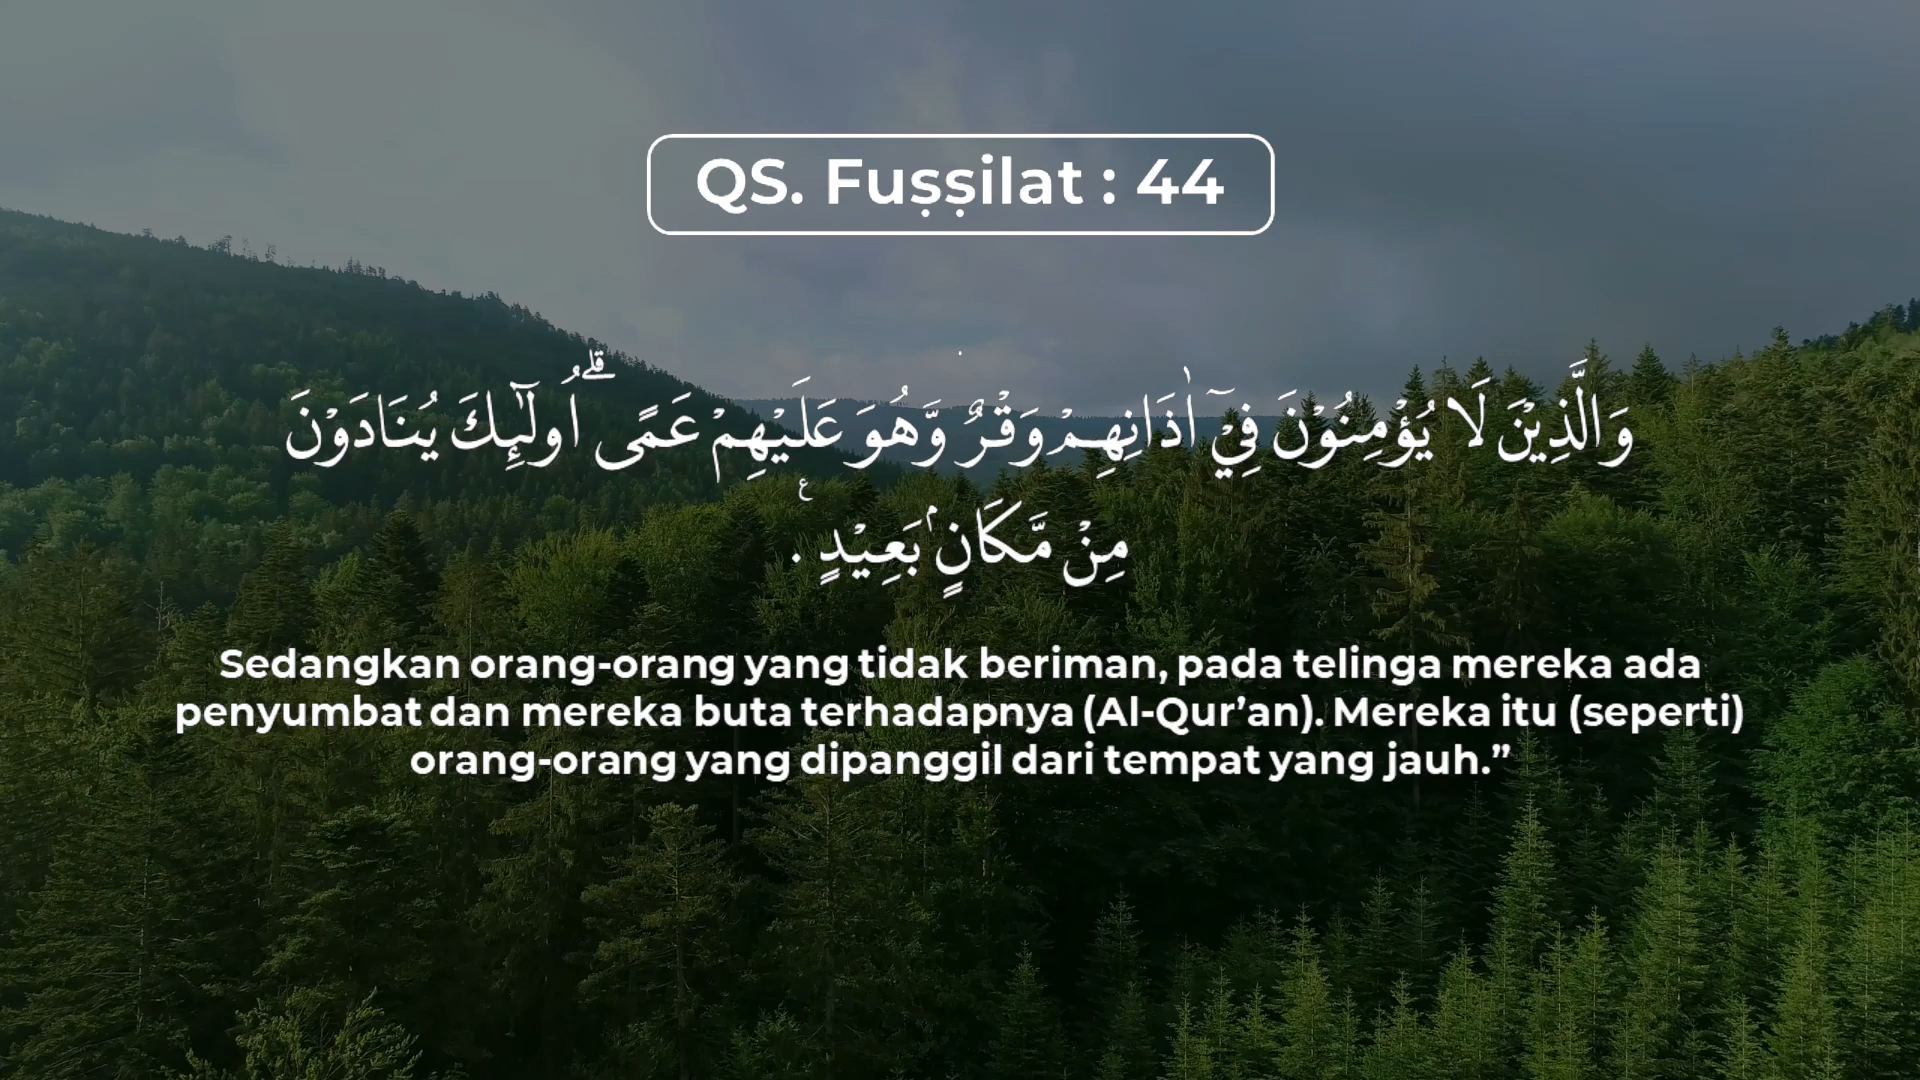 QS. Fuṣṣilat : 44
وَالَّذِيْنَ لَا يُؤْمِنُوْنَ فِيْٓ اٰذَانِهِمْ وَقْرٌ وَّهُوَ عَلَيْهِمْ عَمًىۗ اُولٰۤىِٕكَ يُنَادَوْنَ
مِنْ مَّكَانٍۢ بَعِيْدٍ ࣖ.
Sedangkan orang-orang yang tidak beriman, pada telinga mereka ada
penyumbat dan mereka buta terhadapnya (Al-Qur’an). Mereka itu (seperti)
orang-orang yang dipanggil dari tempat yang jauh.”